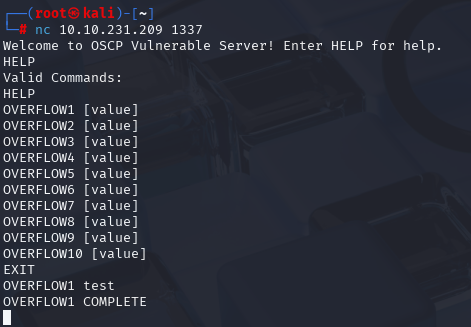 ┌──(root㉿kali)-[~]
└─# nc 10.10.231.209 1337
Welcome to OSCP Vulnerable Server! Enter HELP for help.
HELP
Valid Commands:
HELP
OVERFLOW1 [value]
OVERFLOW2 [value]
OVERFLOW3 [value]
OVERFLOW4 [value]
OVERFLOW5 [value]
OVERFLOW6 [value]
OVERFLOW7 [value]
OVERFLOW8 [value]
OVERFLOW9 [value]
OVERFLOW10 [value]
EXIT
OVERFLOW1 test
OVERFLOW1 COMPLETE